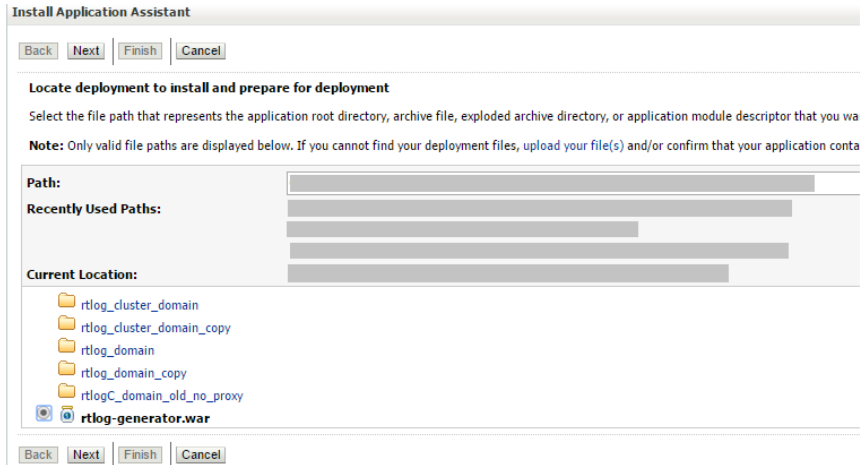 Install Application Assistant
Back Next Finish Cancel
Locate deployment to install and prepare for deployment
Select the file path that represents the application root directory, archive file, exploded archive directory, or application module descriptor that you wa
Note: Only valid file paths are displayed below. If you cannot find your deployment files, upload your file(s) and/or confirm that your application conta
Path:
Recently Used Paths:
Current Location:
rtlog_cluster_domain
rtlog_cluster_domain_copy
rtlog_domain
rtlog_domain_copy
rtlogC_domain_old_no_proxy
rtlog-generator.war
Back Next Finish Cancel